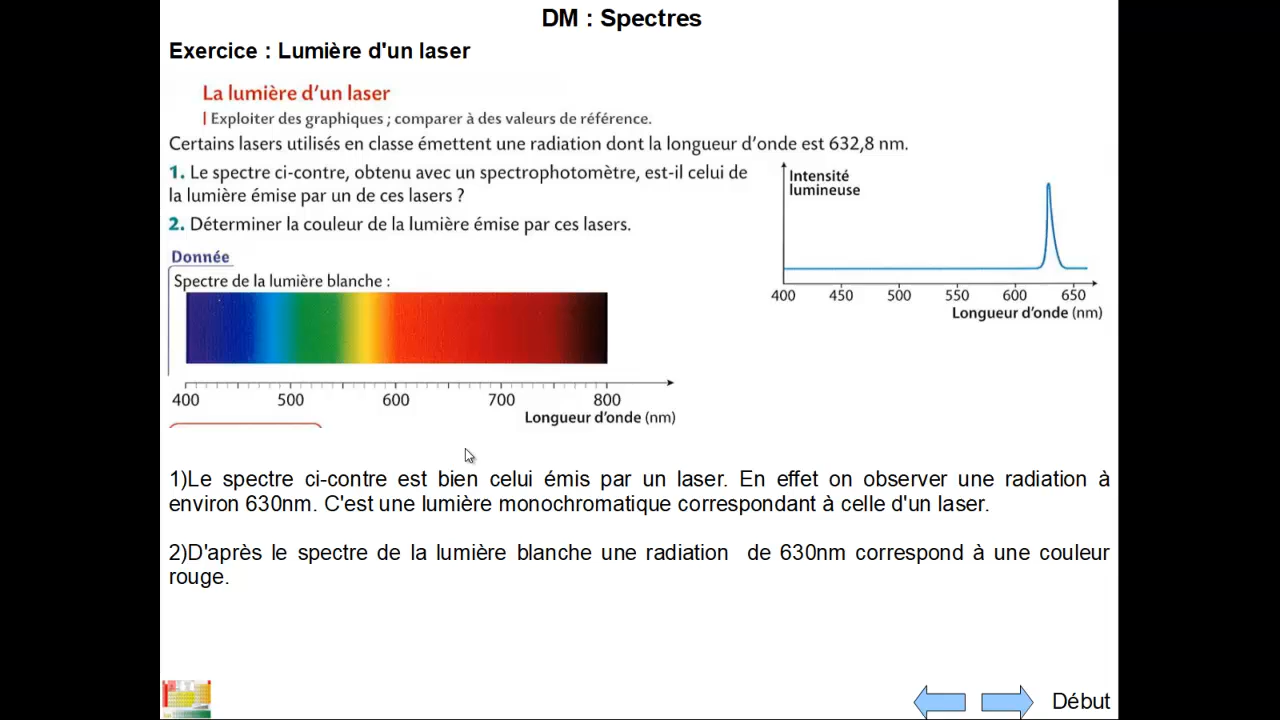 DM : Spectres
Exercice : Lumière d'un laser
La lumière d'un laser
Exploiter des graphiques ; comparer à des valeurs de référence.
Certains lasers utilisés en classe émettent une radiation dont la longueur d'onde est 632,8 nm.
1. Le spectre ci-contre, obtenu avec un spectrophotomètre, est-il celui de
la lumière émise par un de ces lasers ?
2. Déterminer la couleur de la lumière émise par ces lasers.
Intensité
lumineuse
400 450 500 550 600 650
Longueur d'onde (nm)
Donnée
Spectre de la lumière blanche :
400 500 600 700 800
Longueur d'onde (nm)
1)Le spectre ci-contre est bien celui émis par un laser. En effet on observer une radiation à
environ 630nm. C'est une lumière monochromatique correspondant à celle d'un laser.
2)D'après le spectre de la lumière blanche une radiation de 630nm correspond à une couleur
rouge.
Début